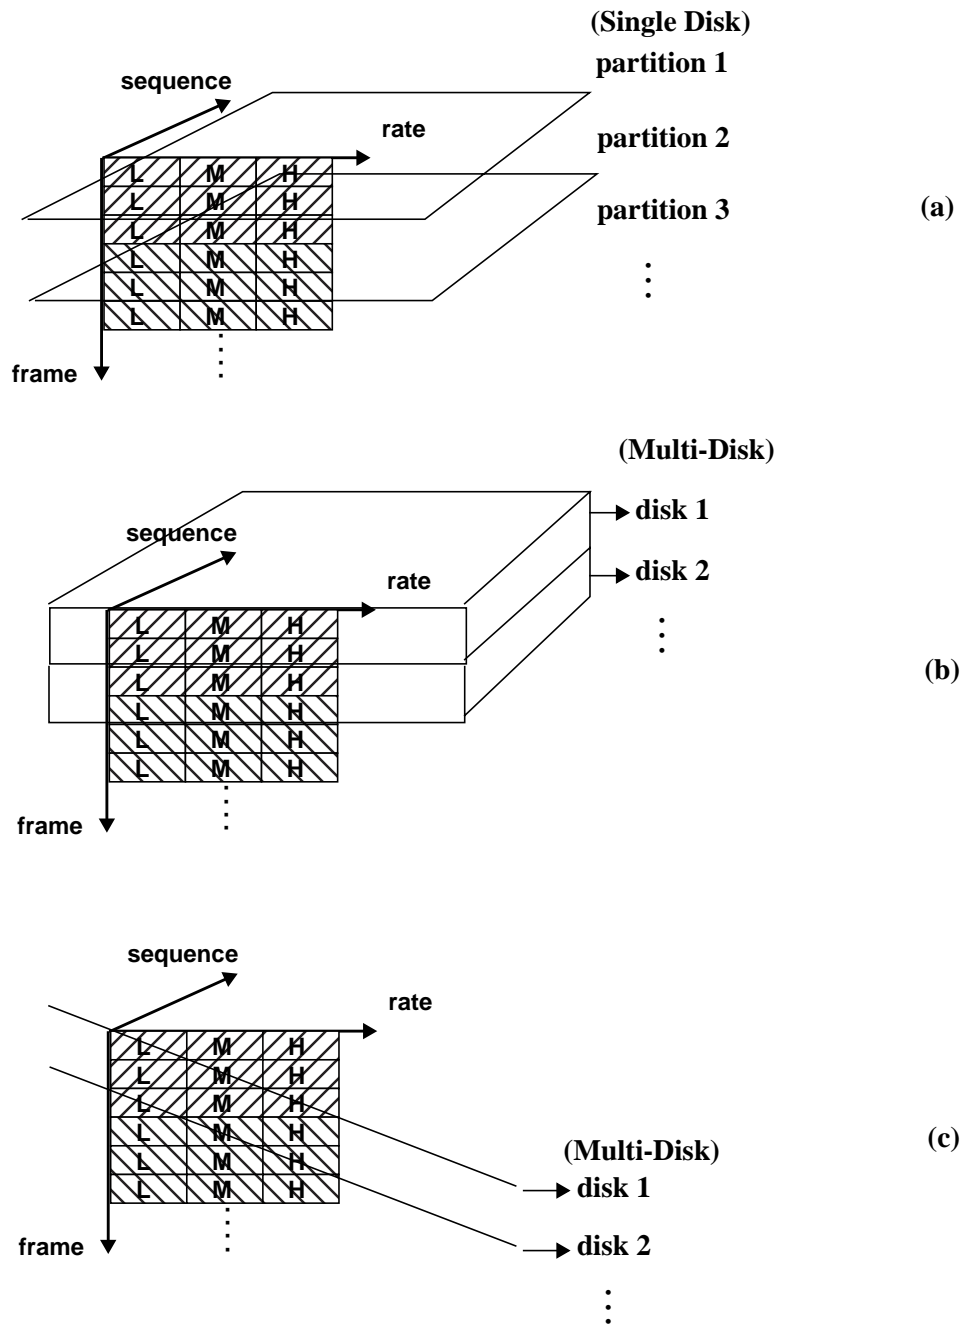 (Single Disk)
partition 1
sequence
rate
partition 2
L M H
L M H
partition 3
(a)
L M H
L M H
L M H
L M H
frame
(Multi-Disk)
disk 1
sequence
disk 2
rate
L M H
L M H
(b)
L M H
L M H
L M H
L M H
frame
sequence
rate
L M H
L M H
L M H
L M H
(c)
(Multi-Disk)
L M H
disk 1
L M H
frame
disk 2